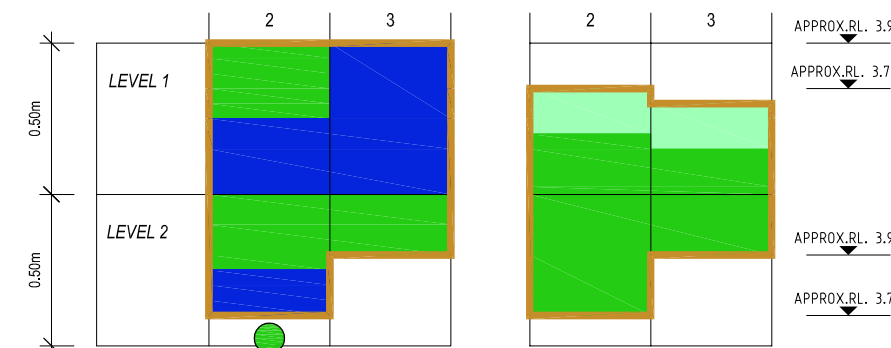 2 3 2 3
APPROX.RL. 3.9
LEVEL 1
APPROX.RL. 3.7
0.50m
LEVEL 2
APPROX.RL. 3.9
0.50m
APPROX.RL. 3.7